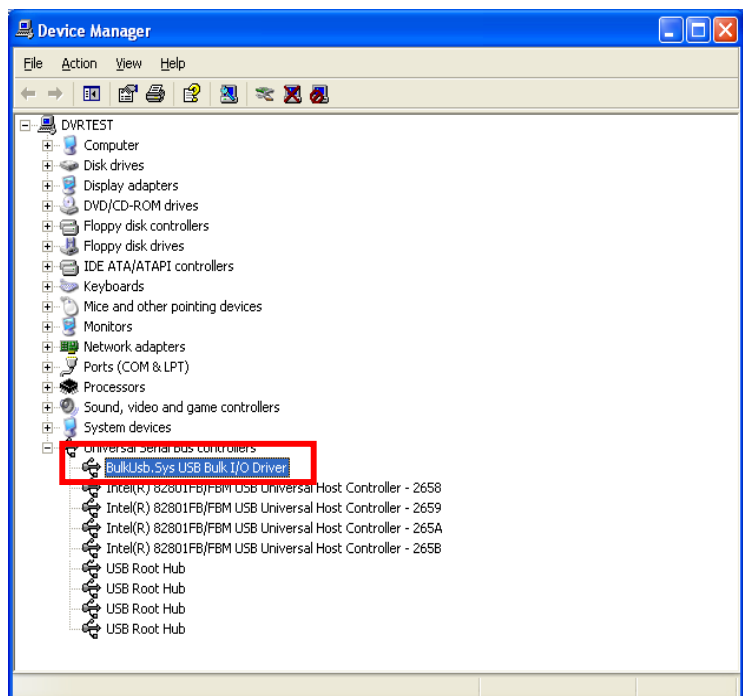 Device Manager
File Action View Help
DVRTEST
Computer
Disk drives
Display adapters
DVD/CD-ROM drives
Floppy disk controllers
Floppy disk drives
IDE ATA/ATAPI controllers
Keyboards
Mice and other pointing devices
Monitors
Network adapters
Ports (COM & LPT)
Processors
Sound, video and game controllers
System devices
Universal Serial Bus controllers
BulkUsb.Sys USB Bulk I/O Driver
Intel(R) 82801FB/FBM USB Universal Host Controller - 2658
Intel(R) 82801FB/FBM USB Universal Host Controller - 2659
Intel(R) 82801FB/FBM USB Universal Host Controller - 265A
Intel(R) 82801FB/FBM USB Universal Host Controller - 265B
USB Root Hub
USB Root Hub
USB Root Hub
USB Root Hub